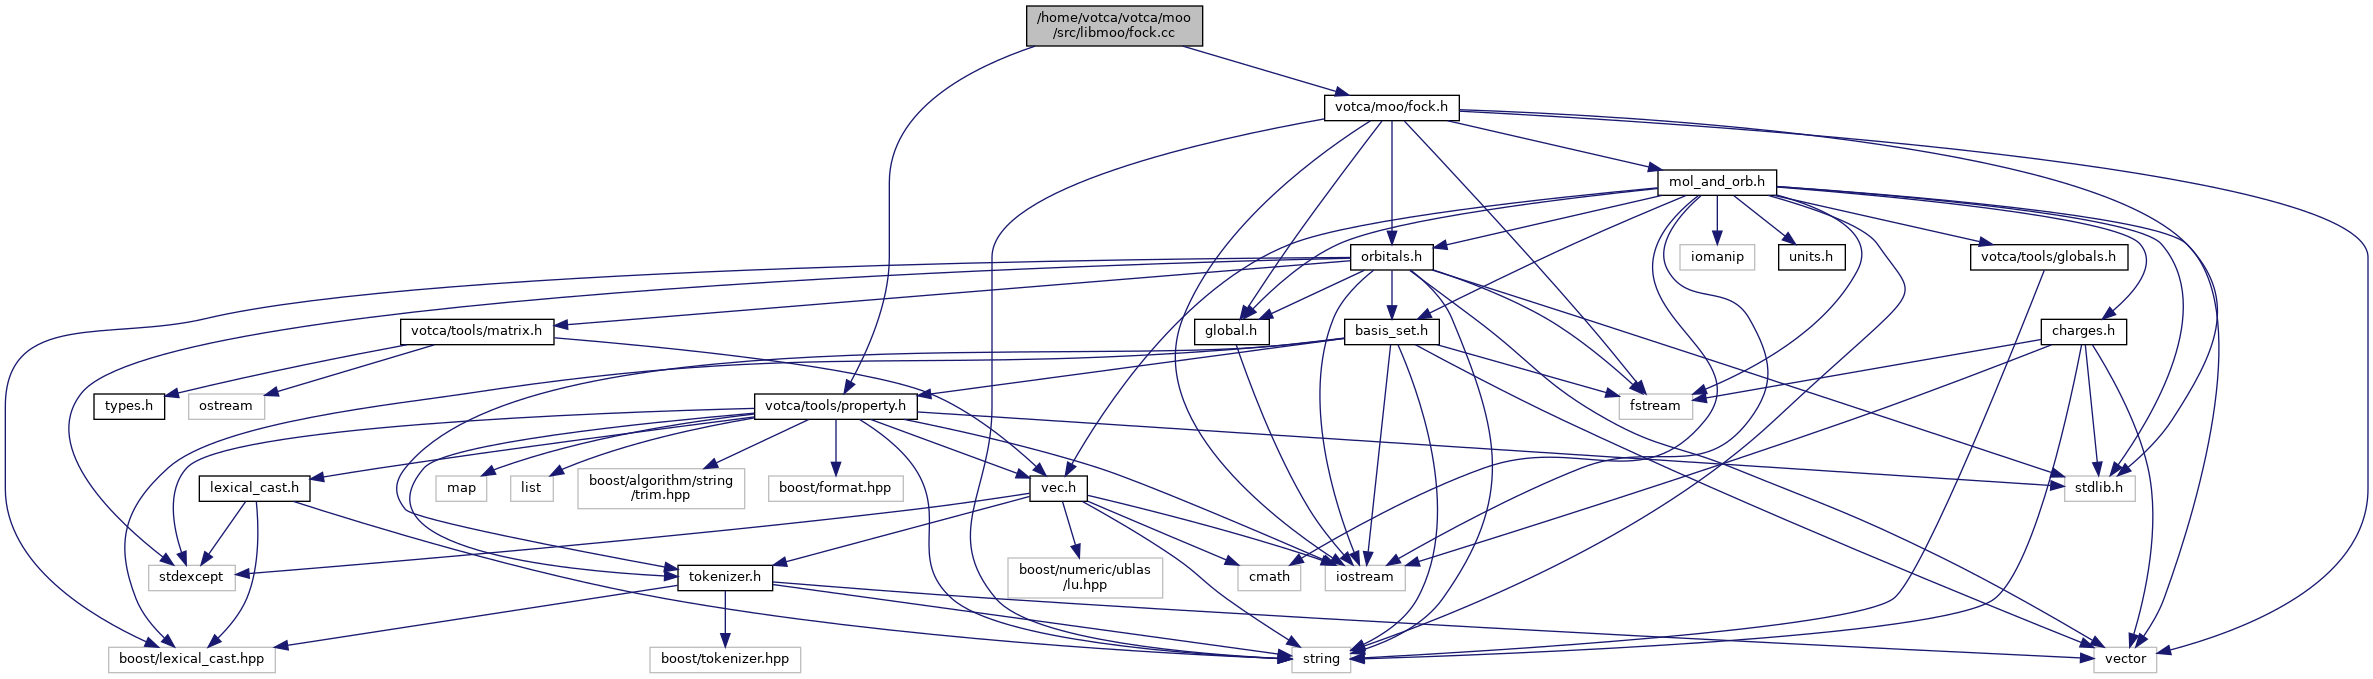 /home/votca/votca/moo
/src/libmoo/fock.cc
votca/moo/fock.h
mol_and_orb.h
orbitals.h
iomanip
units.h
votca/tools/globals.h
votca/tools/matrix.h
global.h
basis_set.h
charges.h
types.h
ostream
votca/tools/property.h
fstream
lexical_cast.h
map
list
boost/algorithm/string
/trim.hpp
boost/format.hpp
vec.h
stdlib.h
stdexcept
tokenizer.h
boost/numeric/ublas
/lu.hpp
cmath
iostream
boost/lexical_cast.hpp
boost/tokenizer.hpp
string
vector